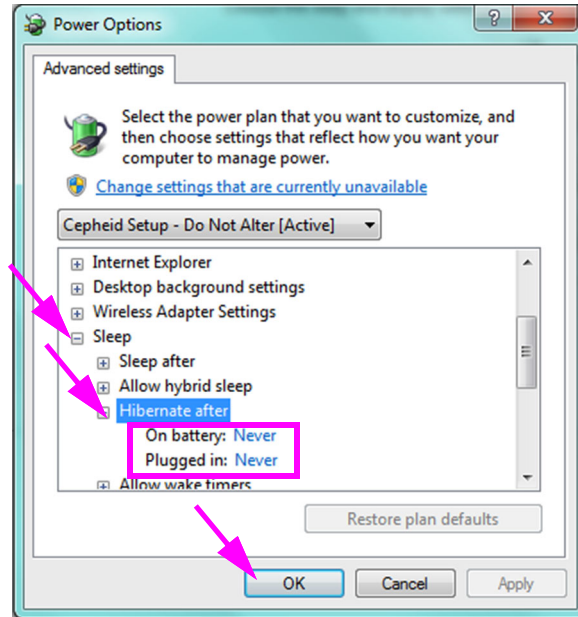 Power Options
Advanced settings
Select the power plan that you want to customize, and
then choose settings that reflect how you want your
computer to manage power.
Change settings that are currently unavailable
Cepheid Setup - Do Not Alter [Active]
Internet Explorer
Desktop background settings
Wireless Adapter Settings
Sleep
Sleep after
Allow hybrid sleep
Hibernate after
On battery: Never
Plugged in: Never
Allow wake timers
Restore plan defaults
OK Cancel Apply